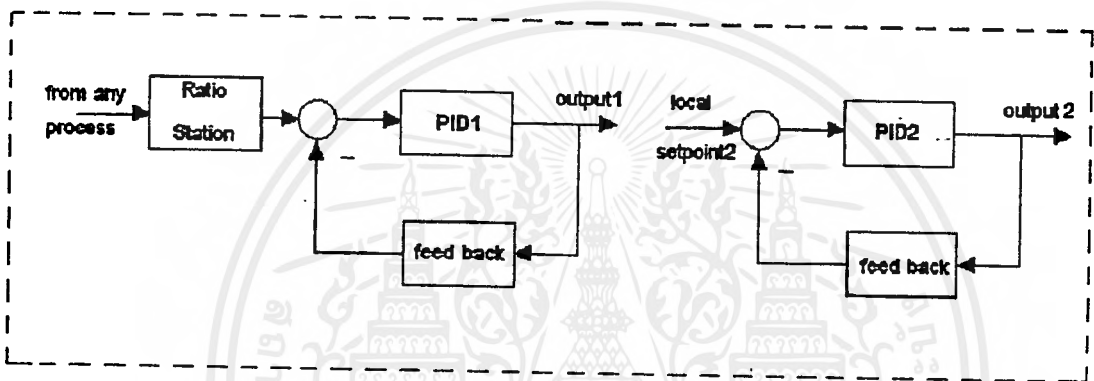 from any
process
Ratio
Station
PID1
output1
feed back
local
setpoint2
PID2
output 2
feed back